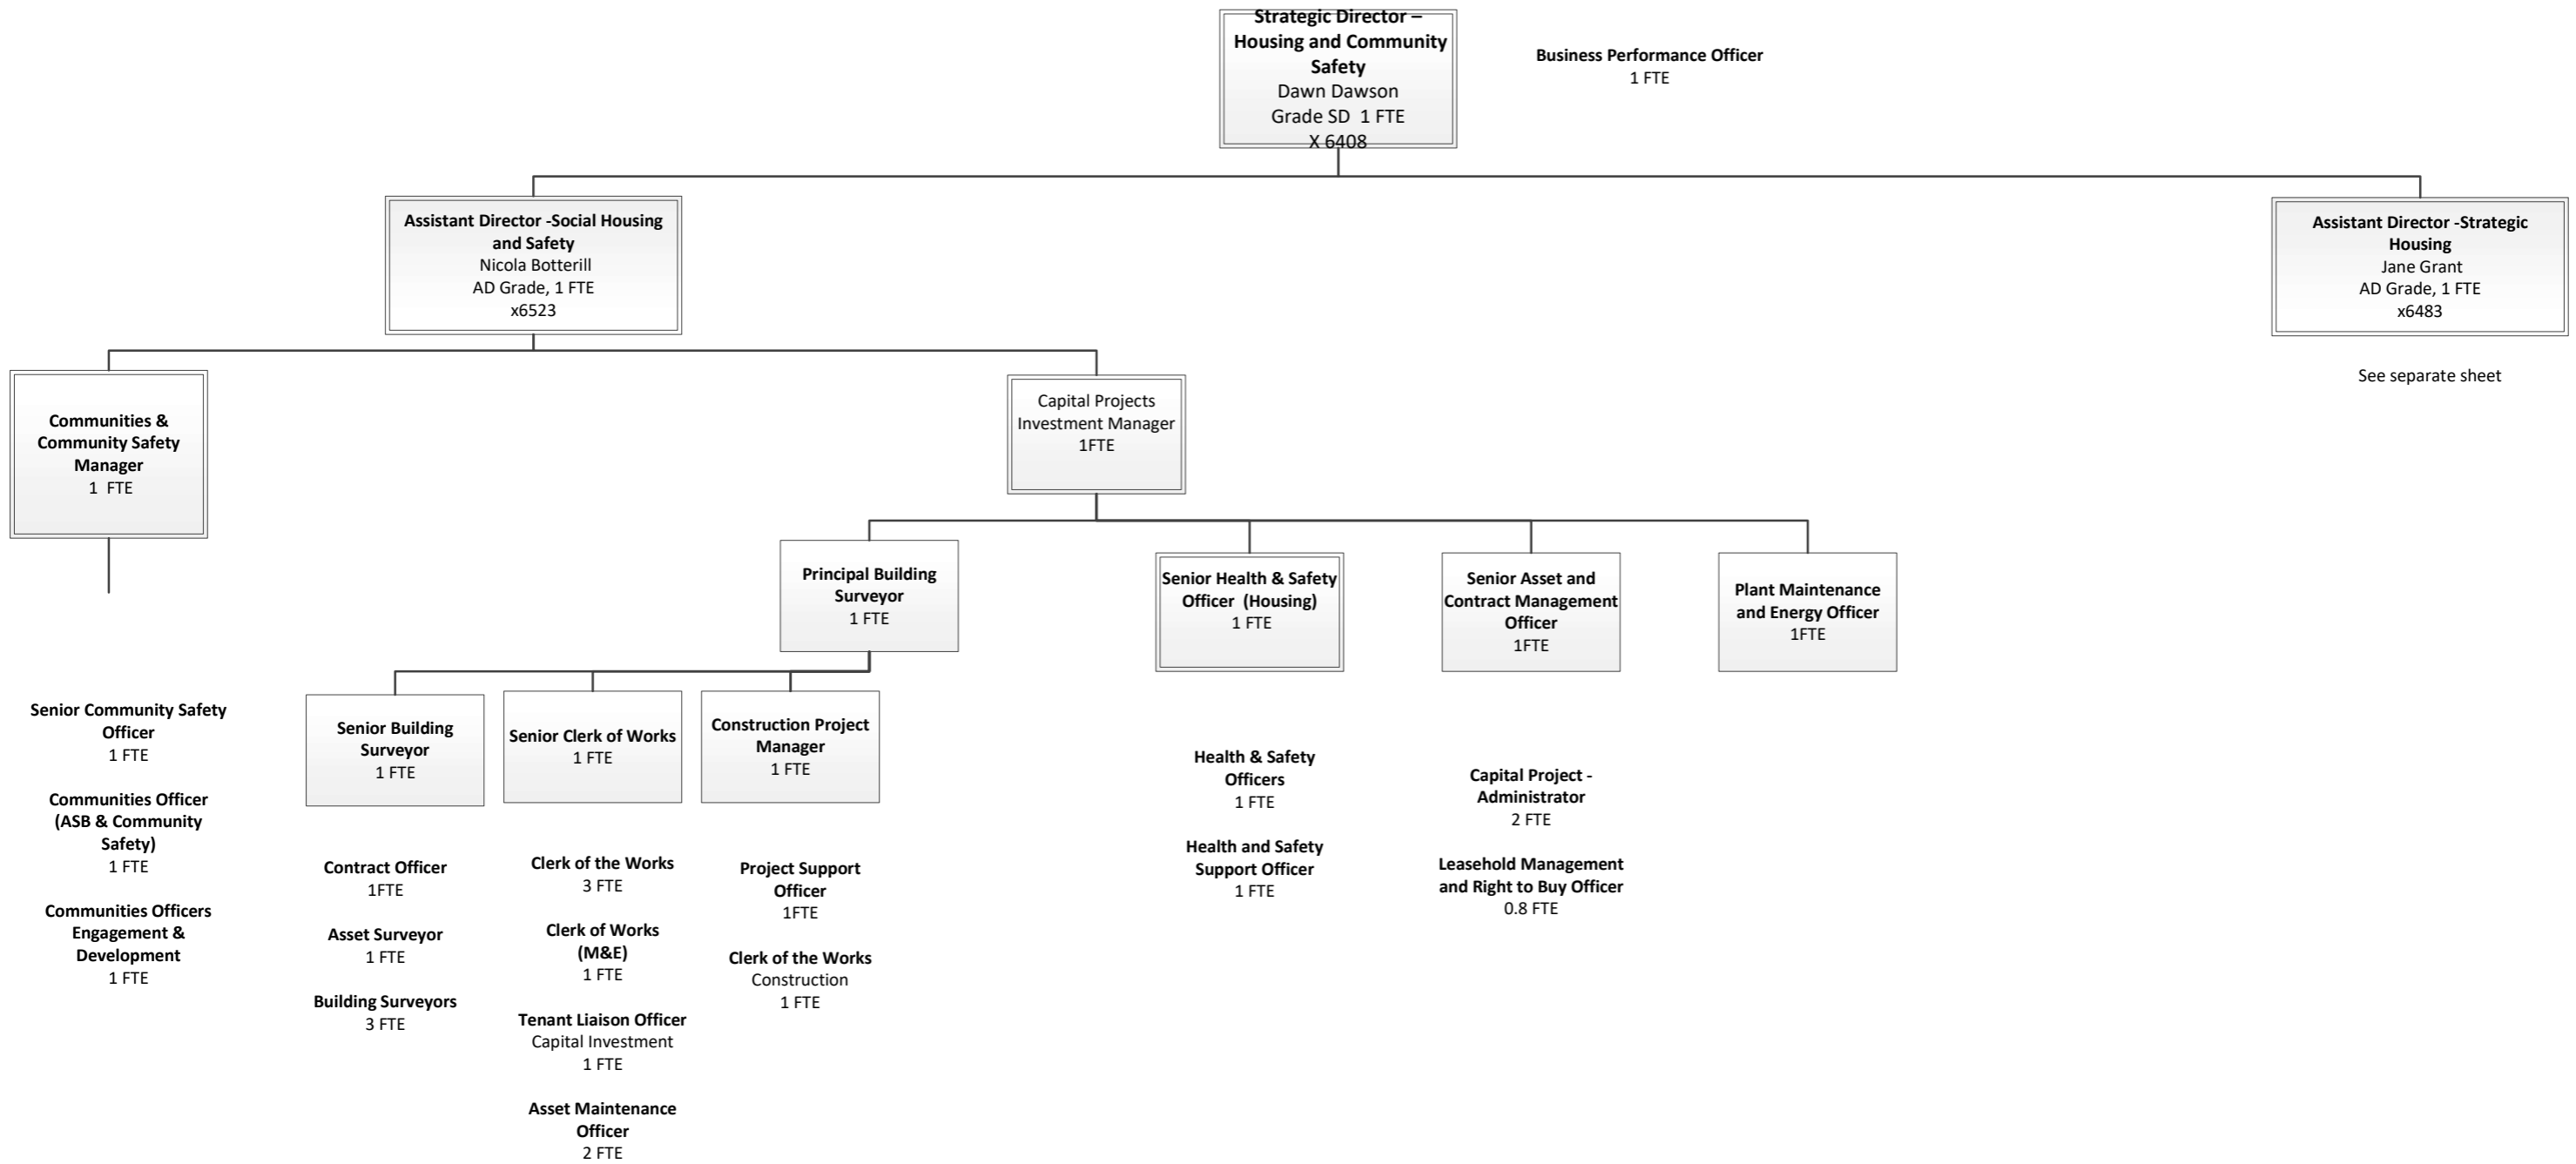 Strategic Director –
Housing and Community
Safety
Dawn Dawson
Grade SD  1 FTE
X 6408
Business Performance Officer
1 FTE
Assistant Director -Social Housing
and Safety
Nicola Botterill
AD Grade, 1 FTE
x6523
Assistant Director -Strategic
Housing
Jane Grant
AD Grade, 1 FTE
x6483
See separate sheet
Communities &
Community Safety
Manager
1  FTE
Capital Projects
Investment Manager
1FTE
Principal Building
Surveyor
1 FTE
Senior Health & Safety
Officer  (Housing)
1 FTE
Senior Asset and
Contract Management
Officer
1FTE
Plant Maintenance
and Energy Officer
1FTE
Senior Community Safety
Officer
1 FTE
Communities Officer
(ASB & Community
Safety)
1 FTE
Communities Officers
Engagement &
Development
1 FTE
Senior Building
Surveyor
1 FTE
Contract Officer
1FTE
Asset Surveyor
1 FTE
Building Surveyors
3 FTE
Senior Clerk of Works
1 FTE
Clerk of the Works
3 FTE
Clerk of Works
(M&E)
1 FTE
Tenant Liaison Officer
Capital Investment
1 FTE
Asset Maintenance
Officer
2 FTE
Construction Project
Manager
1 FTE
Project Support
Officer
1FTE
Clerk of the Works
Construction
1 FTE
Health & Safety
Officers
1 FTE
Health and Safety
Support Officer
1 FTE
Capital Project -
Administrator
2 FTE
Leasehold Management
and Right to Buy Officer
0.8 FTE